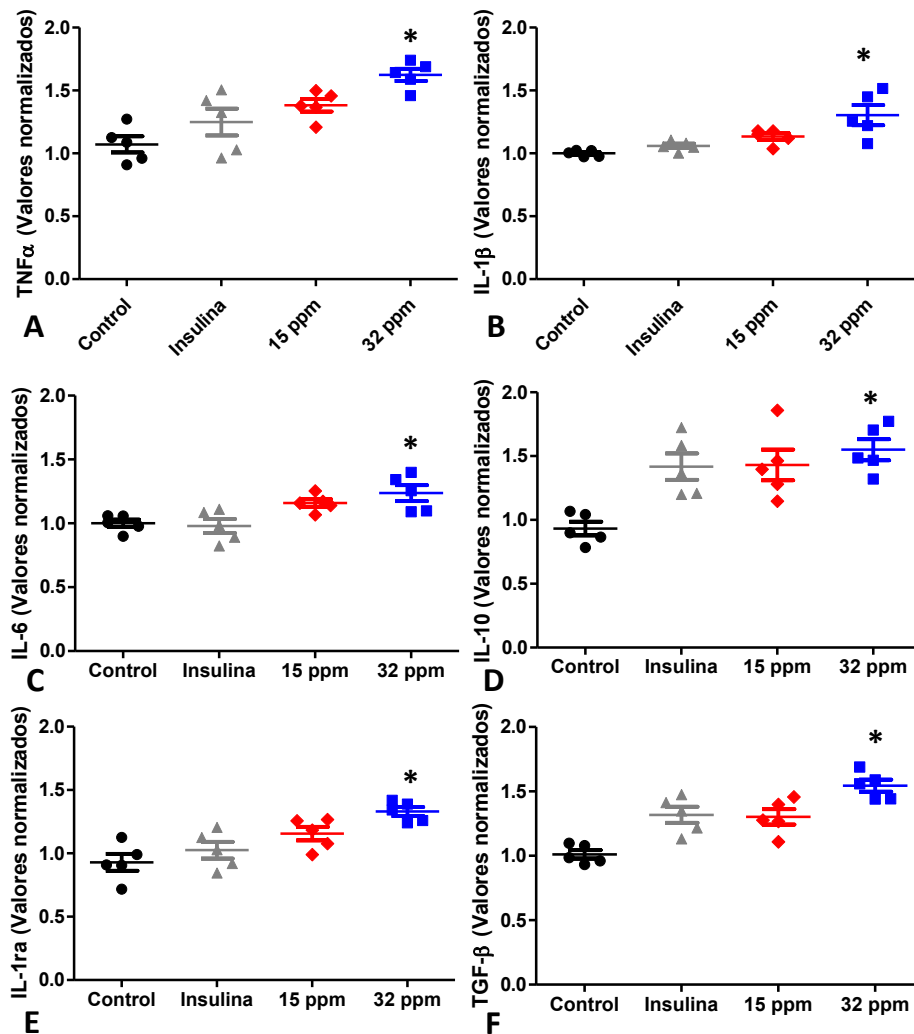 TNFα (Valores normalizados)
2.0
1.5
1.0
0.5
0.0
*
Control
Insulina
15 ppm
32 ppm
A
IL-1β (Valores normalizados)
2.0
1.5
1.0
0.5
0.0
*
Control
Insulina
15 ppm
32 ppm
B
IL-6 (Valores normalizados)
2.0
1.5
1.0
0.5
0.0
*
Control Insulina 15 ppm 32 ppm
C
IL-10 (Valores normalizados)
2.0
1.5
1.0
0.5
0.0
*
Control Insulina 15 ppm 32 ppm
D
IL-1ra (Valores normalizados)
2.0
1.5
1.0
0.5
0.0
*
Control Insulina 15 ppm 32 ppm
E
TGF-β (Valores normalizados)
2.0
1.5
1.0
0.5
0.0
*
Control Insulina 15 ppm 32 ppm
F